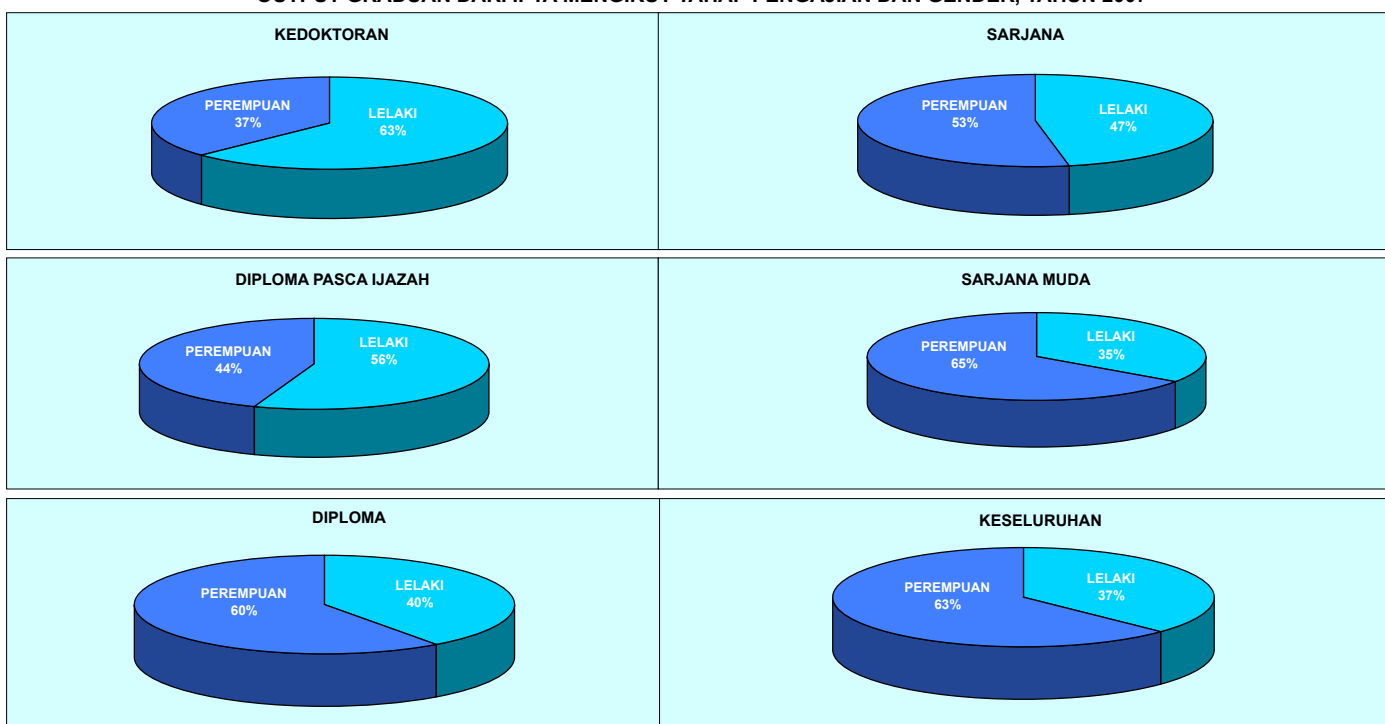 KEDOKTORAN
PEREMPUAN
37%
LELAKI
63%
SARJANA
PEREMPUAN
53%
LELAKI
47%
DIPLOMA PASCA IJAZAH
PEREMPUAN
44%
LELAKI
56%
SARJANA MUDA
PEREMPUAN
65%
LELAKI
35%
DIPLOMA
PEREMPUAN
60%
LELAKI
40%
KESELURUHAN
PEREMPUAN
63%
LELAKI
37%